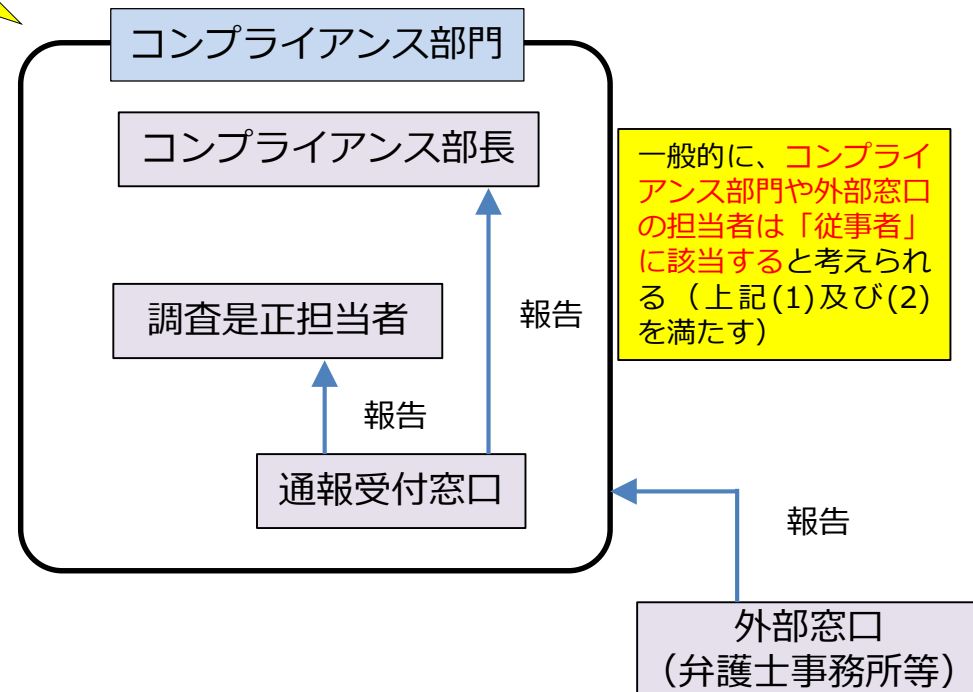 コンプライアンス部門
コンプライアンス部長
一般的に、コンプライ
アンス部門や外部窓口
の担当者は「従事者」
に該当すると考えられ
る（上記(1)及び(2)
を満たす）
調査是正担当者
報告
報告
通報受付窓口
報告
外部窓口
（弁護士事務所等）